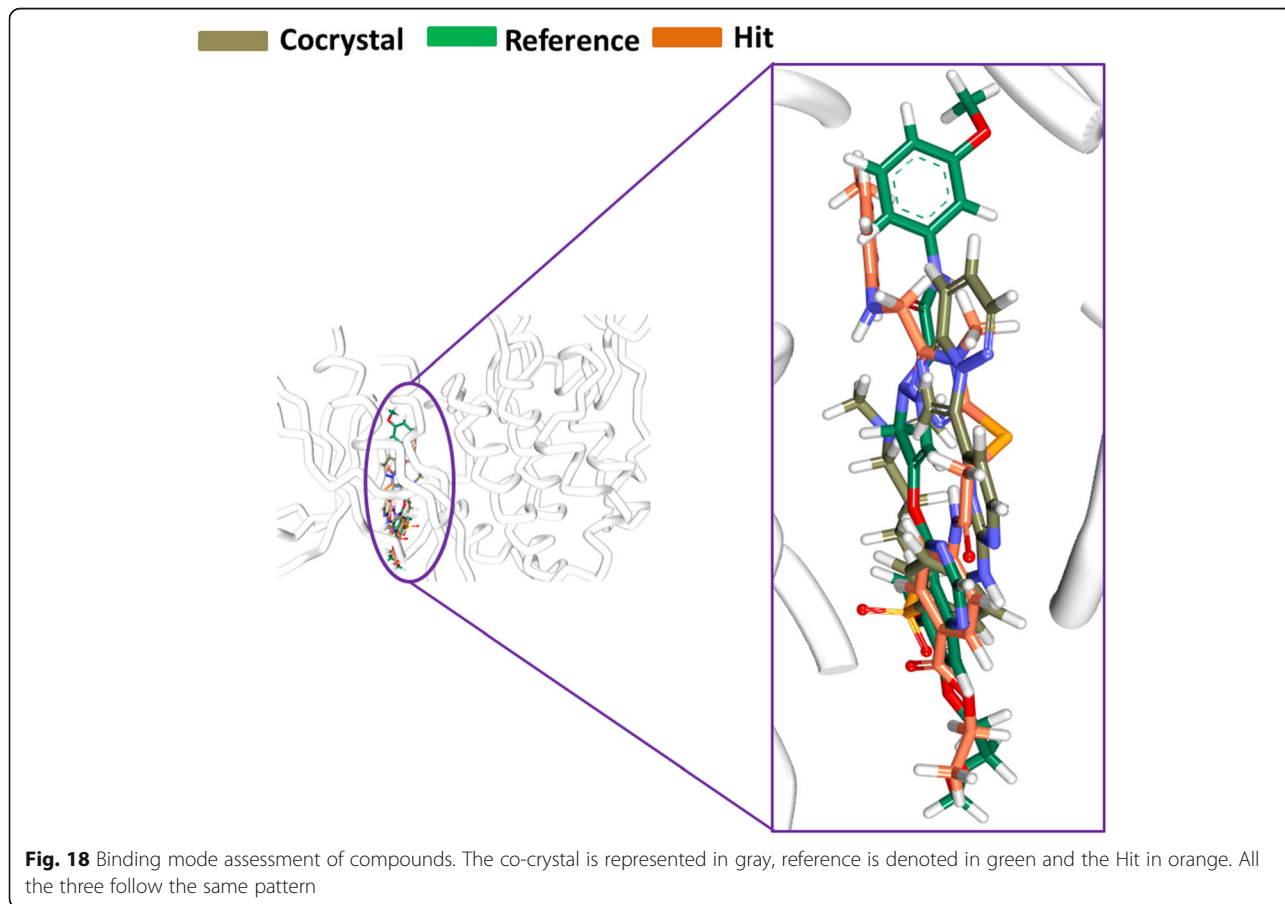 Cocrystal Reference Hit
Fig. 18 Binding mode assessment of compounds. The co-crystal is represented in gray, reference is denoted in green and the Hit in orange. All
the three follow the same pattern